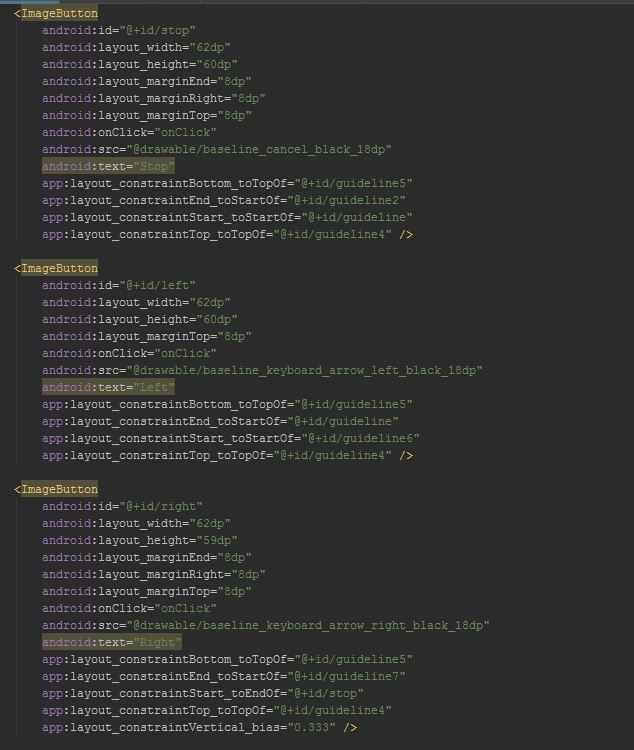 <ImageButton
android:id="@+id/stop"
android:layout_width="62dp"
android:layout_height="60dp"
android:layout_marginEnd="8dp"
android:layout_marginRight="8dp"
android:layout_marginTop="8dp"
android:onClick="onClick"
android:src="@drawable/baseline_cancel_black_18dp"
android:text="Stop"
app:layout_constraintBottom_toTopOf="@+id/guideline5"
app:layout_constraintEnd_toStartOf="@+id/guideline2"
app:layout_constraintStart_toStartOf="@+id/guideline"
app:layout_constraintTop_toTopOf="@+id/guideline4" />
<ImageButton
android:id="@+id/left"
android:layout_width="62dp"
android:layout_height="60dp"
android:layout_marginTop="8dp"
android:onClick="onClick"
android:src="@drawable/baseline_keyboard_arrow_left_black_18dp"
android:text="Left"
app:layout_constraintBottom_toTopOf="@+id/guideline5"
app:layout_constraintEnd_toStartOf="@+id/guideline"
app:layout_constraintStart_toStartOf="@+id/guideline6"
app:layout_constraintTop_toTopOf="@+id/guideline4" />
<ImageButton
android:id="@+id/right"
android:layout_width="62dp"
android:layout_height="59dp"
android:layout_marginEnd="8dp"
android:layout_marginRight="8dp"
android:layout_marginTop="8dp"
android:onClick="onClick"
android:src="@drawable/baseline_keyboard_arrow_right_black_18dp"
android:text="Right"
app:layout_constraintBottom_toTopOf="@+id/guideline5"
app:layout_constraintEnd_toStartOf="@+id/guideline7"
app:layout_constraintStart_toEndOf="@+id/stop"
app:layout_constraintTop_toTopOf="@+id/guideline4"
app:layout_constraintVertical_bias="0.333" />